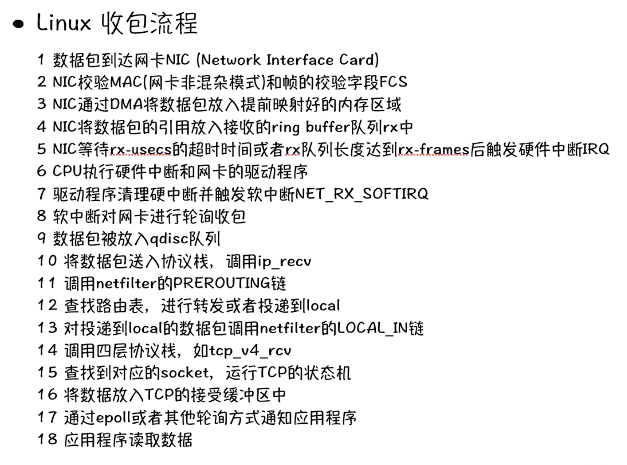 • Linux 收包流程
1 数据包到达网卡NIC (Network Interface Card)
2 NIC校验MAC(网卡非混杂模式)和帧的校验字段FCS
3 NIC通过DMA将数据包放入提前映射好的内存区域
4 NIC将数据包的引用放入接收的ring buffer队列rx中
5 NIC等待rx-usecs的超时时间或者rx队列长度达到rx-frames后触发硬件中断IRQ
6 CPU执行硬件中断和网卡的驱动程序
7 驱动程序清理硬中断并触发软中断NET_RX_SOFTIRQ
8 软中断对网卡进行轮询收包
9 数据包被放入qdisc队列
10 将数据包送入协议栈，调用ip_recv
11 调用netfilter的PREROUTING链
12 查找路由表，进行转发或者投递到local
13 对投递到local的数据包调用netfilter的LOCAL_IN链
14 调用四层协议栈，如tcp_v4_rcv
15 查找到对应的socket，运行TCP的状态机
16 将数据放入TCP的接受缓冲区中
17 通过epoll或者其他轮询方式通知应用程序
18 应用程序读取数据